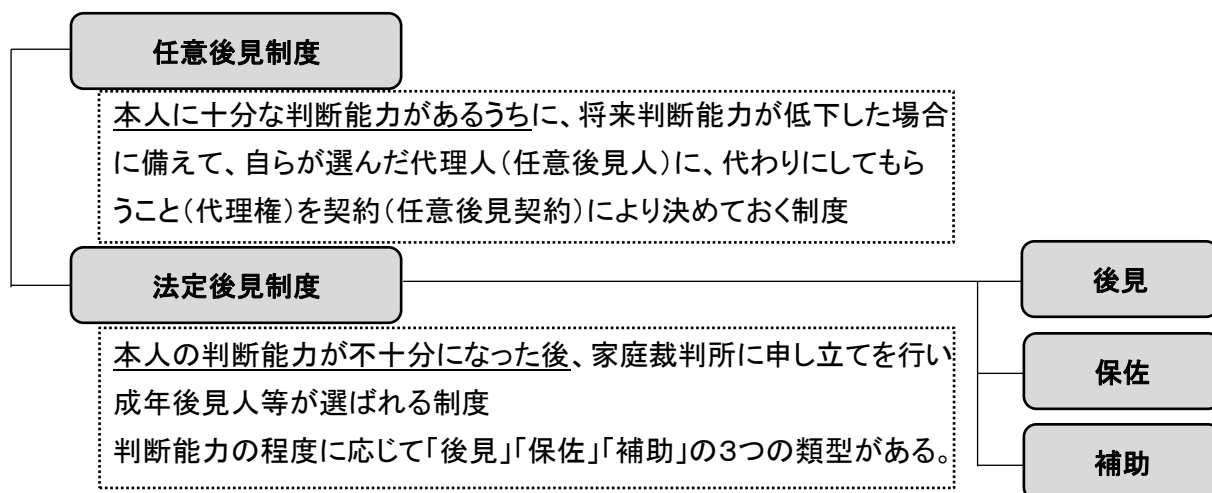 任意後見制度
本人に十分な判断能力があるうちに、将来判断能力が低下した場合
に備えて、自らが選んだ代理人(任意後見人)に、代わりにしてもら
うこと(代理権)を契約(任意後見契約)により決めておく制度
法定後見制度
後見
本人の判断能力が不十分になった後、家庭裁判所に申し立てを行い
成年後見人等が選ばれる制度
保佐
判断能力の程度に応じて「後見」「保佐」「補助」の3つの類型がある。
補助